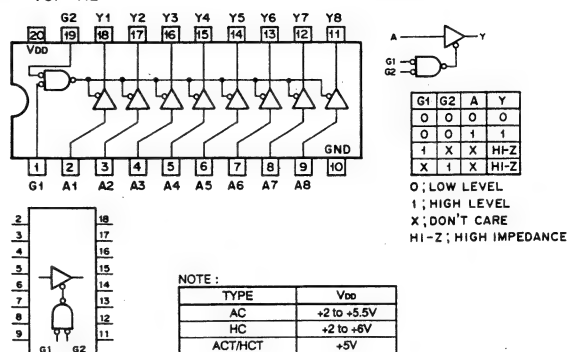 G2 Y1 Y2 Y3 Y4 Y5 Y6 Y7 Y8
20 19 18 17 16 15 14 13 12 11
VDD
GND
1 2 3 4 5 6 7 8 9 10
G1 A1 A2 A3 A4 A5 A6 A7 A8
A Y
G1
G2
G1 G2 A Y
0 0 0 0
0 0 1 1
1 X X HI-Z
X 1 X HI-Z
0 ; LOW LEVEL
1 ; HIGH LEVEL
X ; DON'T CARE
HI-Z ; HIGH IMPEDANCE
2 18
3 17
4 16
5 15
6 14
7 13
8 12
9 11
G1 G2
NOTE :
TYPE VDD
AC +2 to +5.5V
HC +2 to +6V
ACT/HCT +5V